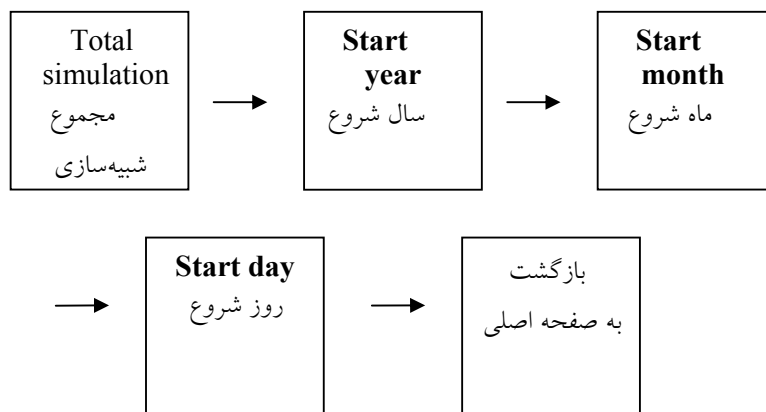 Total
simulation
مجموع
شبیه‌سازی
Start
year
سال شروع
Start
month
ماه شروع
Start day
روز شروع
بازگشت
به صفحه اصلی